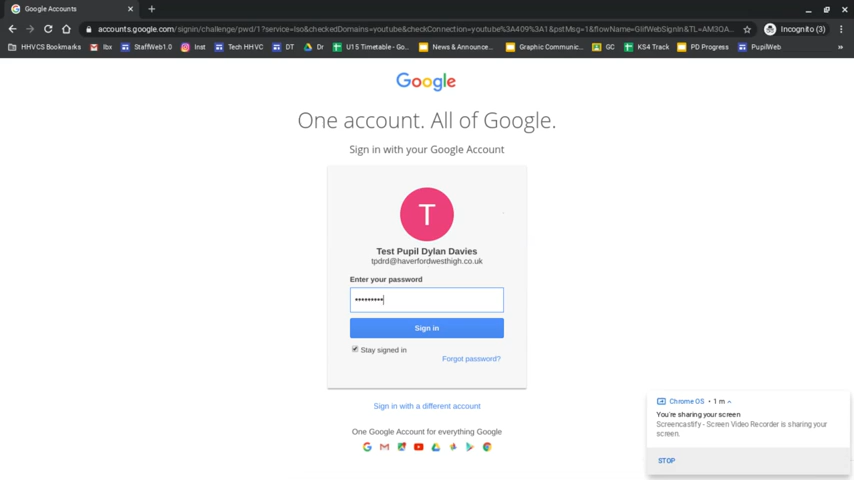 Google Accounts
accounts.google.com/signin/challenge/pwd/1?service=lso&checkedDomains=youtube&checkConnection=youtube%3A409%3A1&pstMsg=1&flowName=GlifWebSignIn&TL=AM3QA...
Incognito (3)
HHVCS Bookmarks
Ibx
StaffWeb1.0
Inst
Tech HHVC
DT
Dr
U15 Timetable - Go...
News & Announce...
Graphic Communic...
GC
KS4 Track
PD Progress
PupilWeb
»
Google
One account. All of Google.
Sign in with your Google Account
T
Test Pupil Dylan Davies
tpdrd@haverfordwesthigh.co.uk
Enter your password
•••••••••
Sign in
Stay signed in
Forgot password?
Sign in with a different account
One Google Account for everything Google
Chrome OS • 1 m
You're sharing your screen
Screencastify - Screen Video Recorder is sharing your
screen.
STOP